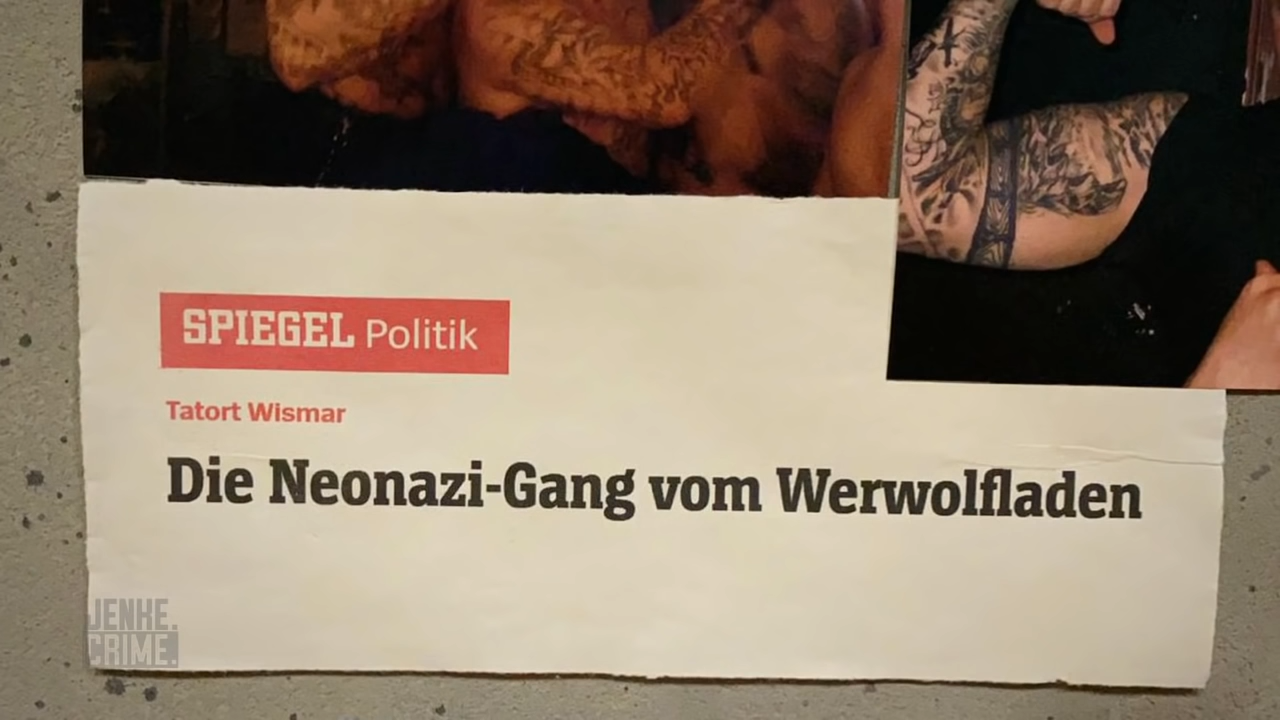 SPIEGEL Politik
Tatort Wismar
Die Neonazi-Gang vom Werwolfladen
JENKE.
CRIME.